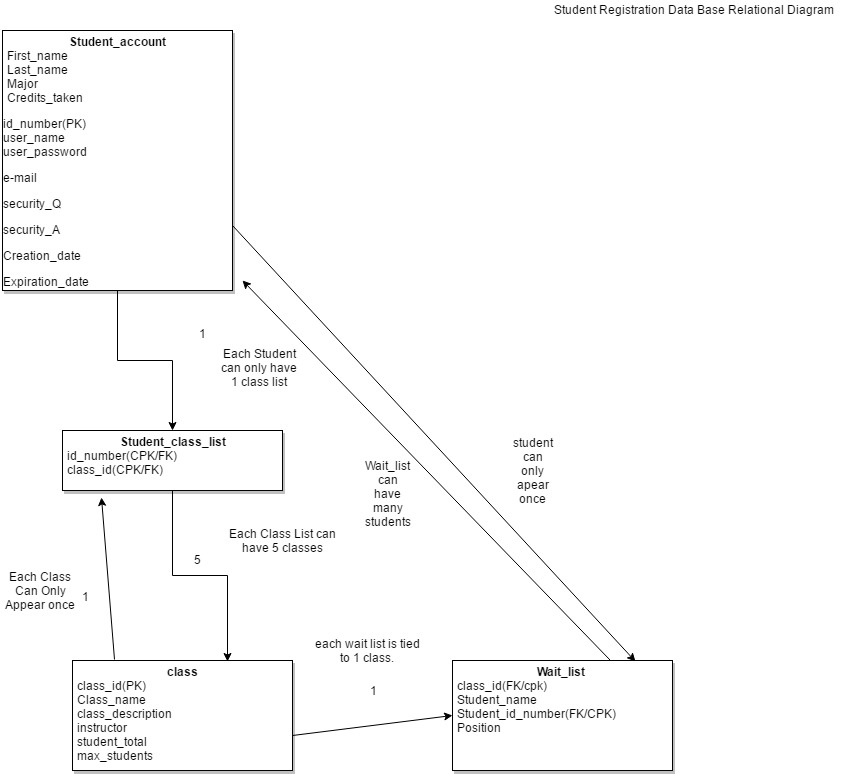 Student Registration Data Base Relational Diagram
Student_account
First_name
Last_name
Major
Credits_taken
id_number(PK)
user_name
user_password
e-mail
security_Q
security_A
Creation_date
Expiration_date
1
Each Student
can only have
1 class list
Student_class_list
id_number(CPK/FK)
class_id(CPK/FK)
Wait_list
can
have
many
students
student
can
only
apear
once
Each Class List can
have 5 classes
5
Each Class
Can Only
Appear once
1
each wait list is tied
to 1 class.
1
class
class_id(PK)
Class_name
class_description
instructor
student_total
max_students
Wait_list
class_id(FK/cpk)
Student_name
Student_id_number(FK/CPK)
Position